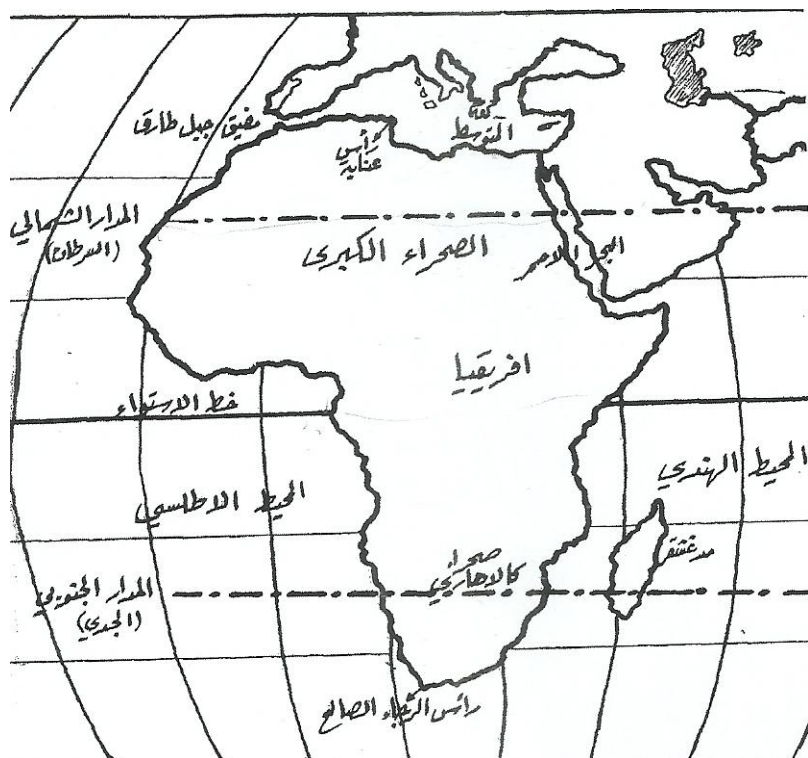 مضيق جبل طارق
المتوسط
رأس
عنابة
المدار الشمالي
(السرطان)
الصحراء الكبرى
البحر الاحمر
افريقيا
خط الاستواء
المحيط الهندي
المحيط الاطلسي
صحراء
كالاهاري
مدغشقر
المدار الجنوبي
(الجدي)
رأس الرجاء الصالح